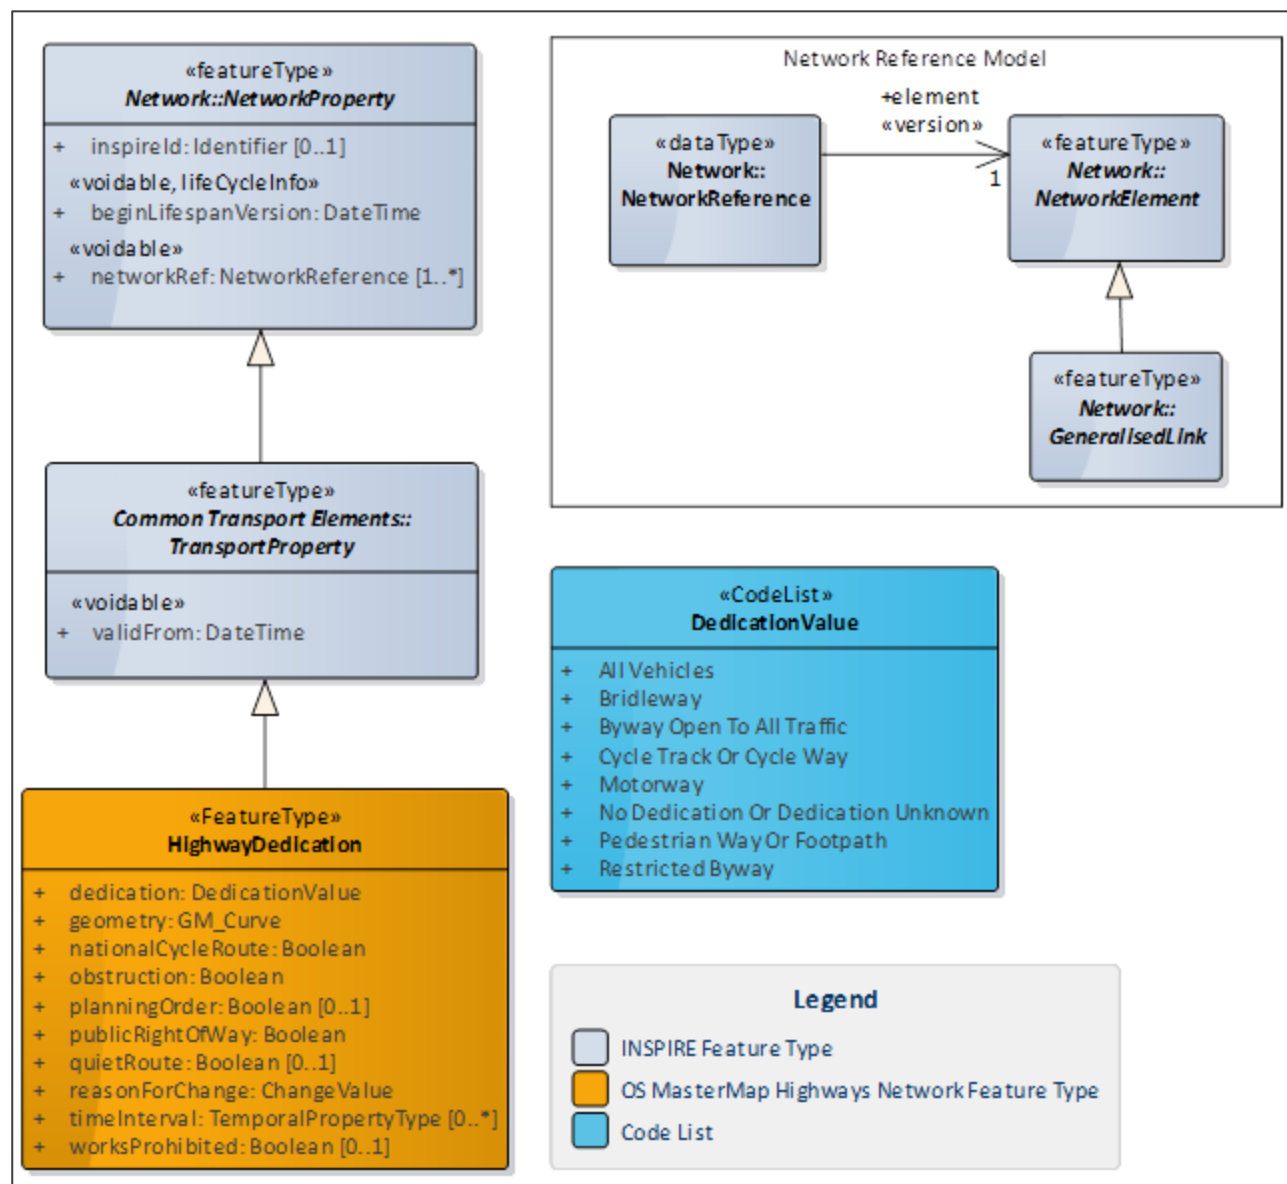 «featureType»
Network::NetworkProperty
+ inspireId: Identifier [0..1]
«voidable, lifeCycleInfo»
+ beginLifespanVersion: DateTime
«voidable»
+ networkRef: NetworkReference [1..*]
Network Reference Model
+element
«version»
1
«dataType»
Network::
NetworkReference
«featureType»
Network::
NetworkElement
«featureType»
Network::
GeneralisedLink
«featureType»
Common Transport Elements::
TransportProperty
«voidable»
+ validFrom: DateTime
«CodeList»
DedicationValue
+ All Vehicles
+ Bridleway
+ Byway Open To All Traffic
+ Cycle Track Or Cycle Way
+ Motorway
+ No Dedication Or Dedication Unknown
+ Pedestrian Way Or Footpath
+ Restricted Byway
«FeatureType»
HighwayDedication
+ dedication: DedicationValue
+ geometry: GM_Curve
+ nationalCycleRoute: Boolean
+ obstruction: Boolean
+ planningOrder: Boolean [0..1]
+ publicRightOfWay: Boolean
+ quietRoute: Boolean [0..1]
+ reasonForChange: ChangeValue
+ timeInterval: TemporalPropertyType [0..*]
+ worksProhibited: Boolean [0..1]
Legend
INSPIRE Feature Type
OS MasterMap Highways Network Feature Type
Code List